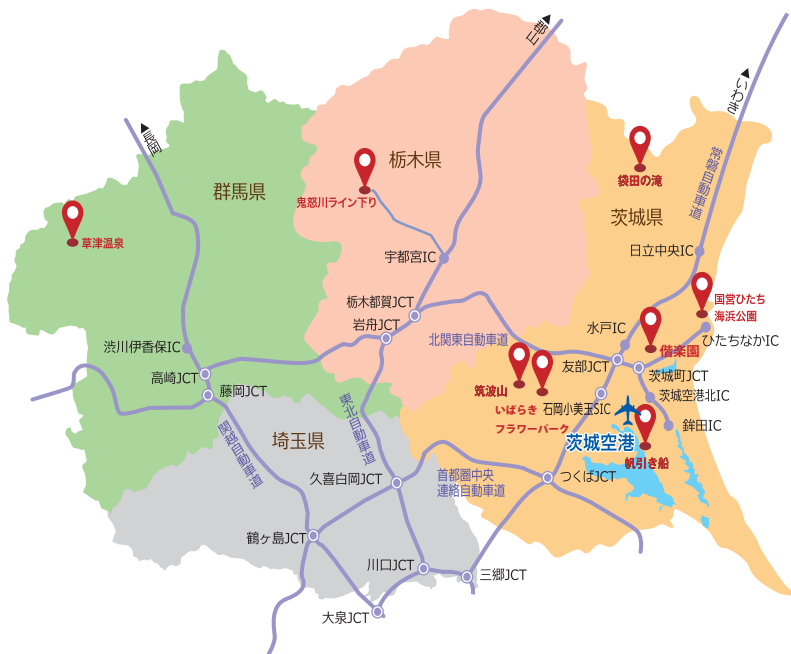 郡山
いわき
長岡
常磐自動車道
栃木県
袋田の滝
群馬県
鬼怒川ライン下り
茨城県
草津温泉
日立中央IC
宇都宮IC
国営ひたち
海浜公園
栃木都賀JCT
岩舟JCT
水戸IC
北関東自動車道
ひたちなかIC
渋川伊香保IC
偕楽園
友部JCT
高崎JCT
茨城町JCT
藤岡JCT
筑波山
茨城空港北IC
いばらき
フラワーパーク
石岡小美玉SIC
東北自動車道
鉾田IC
関越自動車道
埼玉県
茨城空港
帆引き船
久喜白岡JCT
首都圏中央
連絡自動車道
つくばJCT
鶴ヶ島JCT
川口JCT
三郷JCT
大泉JCT